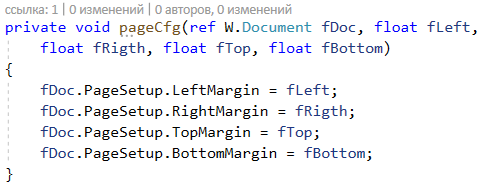 ссылка: 1 | 0 изменений | 0 авторов, 0 изменений
private void pageCfg(ref W.Document fDoc, float fLeft,
float fRigth, float fTop, float fBottom)
{
fDoc.PageSetup.LeftMargin = fLeft;
fDoc.PageSetup.RightMargin = fRigth;
fDoc.PageSetup.TopMargin = fTop;
fDoc.PageSetup.BottomMargin = fBottom;
}